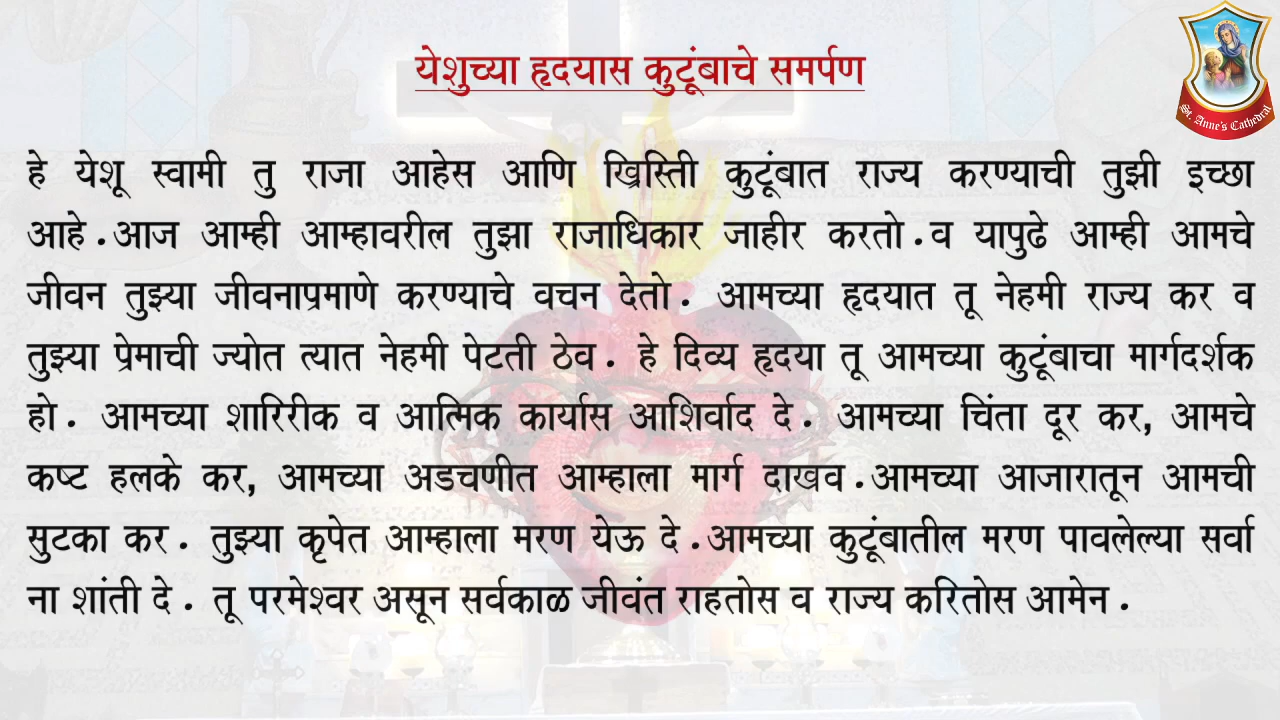 येशुच्या हृदयास कुटूंबाचे समर्पण
St. Anne's Cathedral
हे येशू स्वामी तु राजा आहेस आणि ख्रिस्तिी कुटूंबात राज्य करण्याची तुझी इच्छा
आहे.आज आम्ही आम्हावरील तुझा राजाधिकार जाहीर करतो.व यापुढे आम्ही आमचे
जीवन तुझ्या जीवनाप्रमाणे करण्याचे वचन देतो. आमच्या हृदयात तू नेहमी राज्य कर व
तुझ्या प्रेमाची ज्योत त्यात नेहमी पेटती ठेव. हे दिव्य हृदया तू आमच्या कुटूंबाचा मार्गदर्शक
हो. आमच्या शारिरीक व आत्मिक कार्यास आशिर्वाद दे. आमच्या चिंता दूर कर, आमचे
कष्ट हलके कर, आमच्या अडचणीत आम्हाला मार्ग दाखव.आमच्या आजारातून आमची
सुटका कर. तुझ्या कृपेत आम्हाला मरण येऊ दे.आमच्या कुटूंबातील मरण पावलेल्या सर्वा
ना शांती दे. तू परमेश्वर असून सर्वकाळ जीवंत राहतोस व राज्य करितोस आमेन.